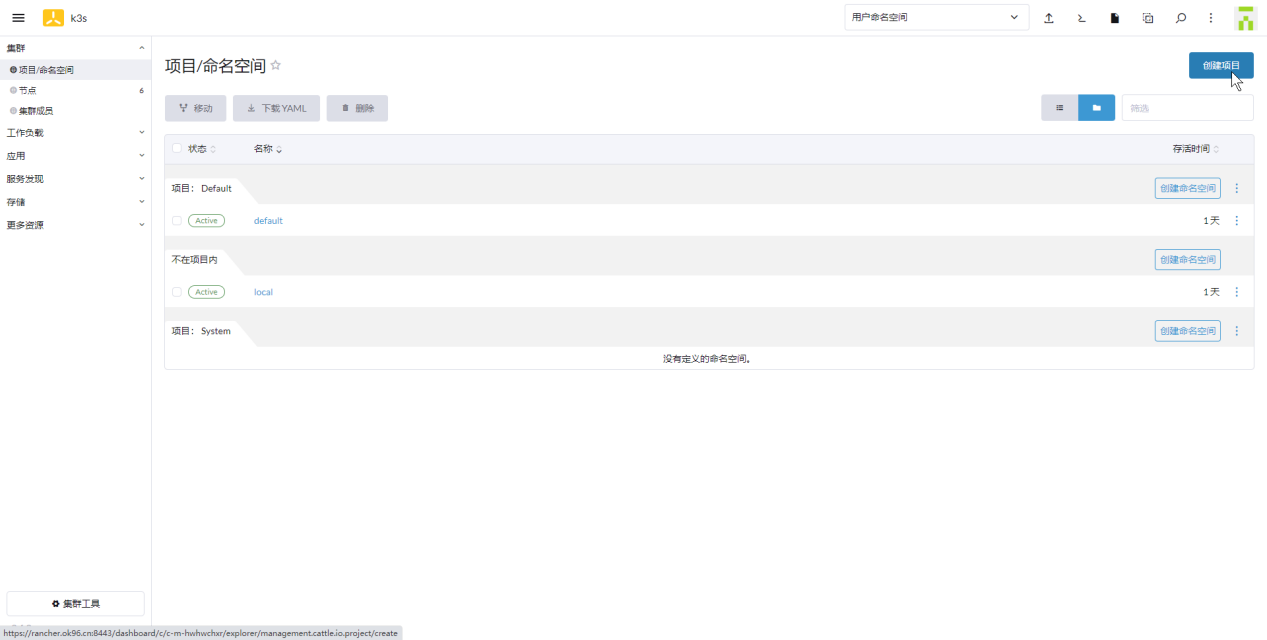 k3s
用户命名空间
集群
项目/命名空间
节点 6
集群成员
工作负载
应用
服务发现
存储
更多资源
集群工具
项目/命名空间
创建项目
移动
下载 YAML
删除
筛选
状态 名称 存活时间
项目： Default 创建命名空间
Active default 1 天
不在项目内 创建命名空间
Active local 1 天
项目： System 创建命名空间
没有定义的命名空间。
https://rancher.ok96.cn:8443/dashboard/c/c-m-hwhwchxr/explorer/management.cattle.io.project/create